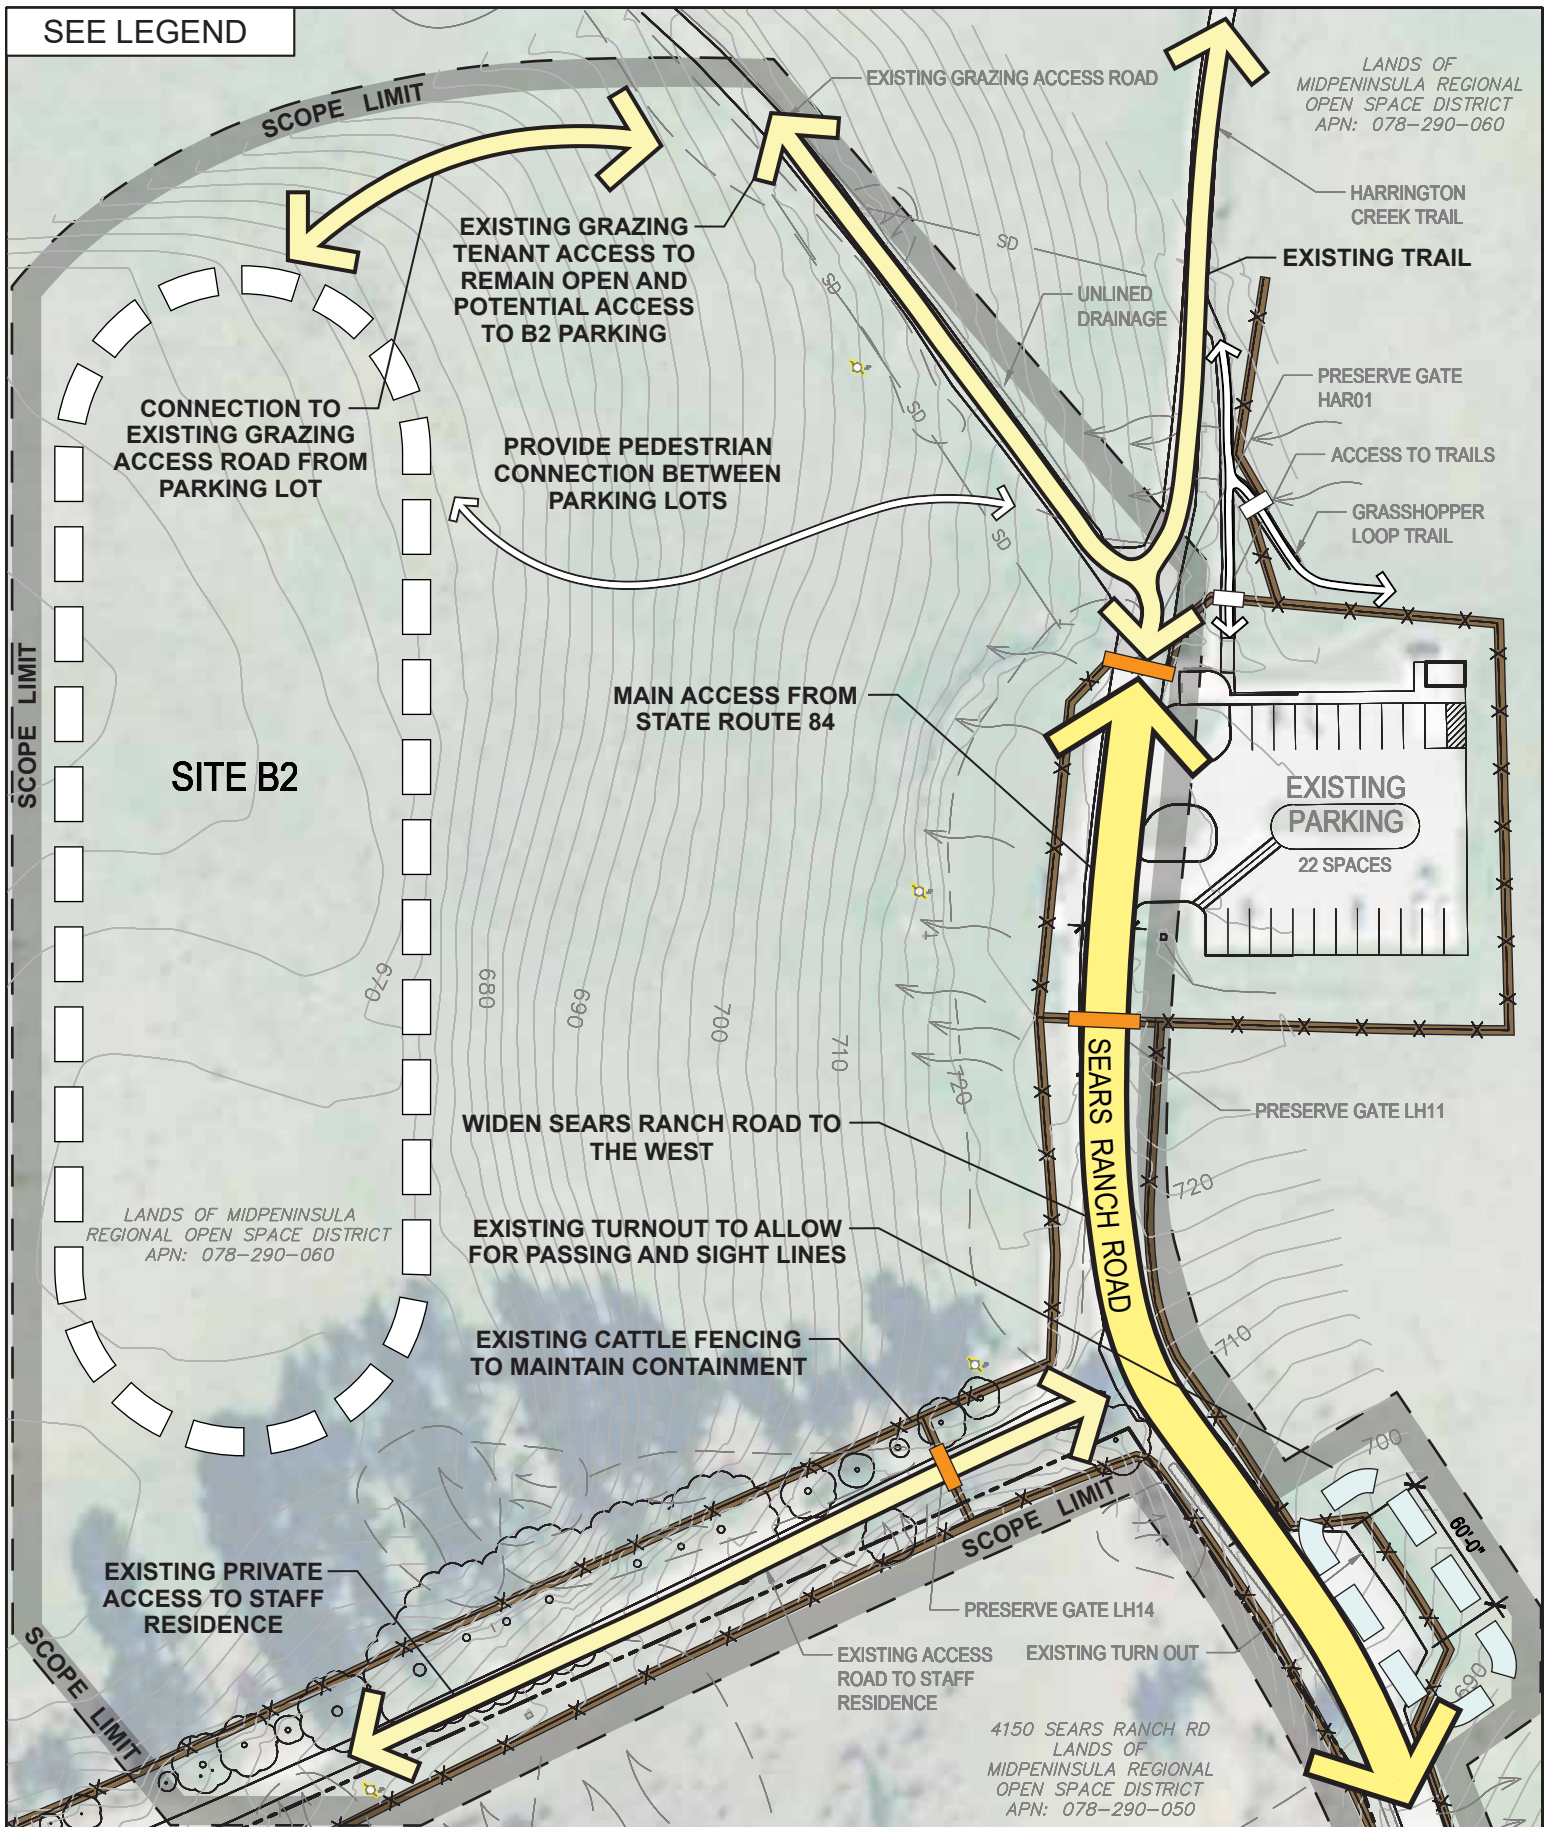 SEE LEGEND
SCOPE LIMIT
EXISTING GRAZING ACCESS ROAD
LANDS OF
MIDPENINSULA REGIONAL
OPEN SPACE DISTRICT
APN: 078-290-060
HARRINGTON
CREEK TRAIL
EXISTING TRAIL
EXISTING GRAZING
TENANT ACCESS TO
REMAIN OPEN AND
POTENTIAL ACCESS
TO B2 PARKING
SD
SD
UNLINED
DRAINAGE
PRESERVE GATE
HAR01
CONNECTION TO
EXISTING GRAZING
ACCESS ROAD FROM
PARKING LOT
SD
PROVIDE PEDESTRIAN
CONNECTION BETWEEN
PARKING LOTS
ACCESS TO TRAILS
GRASSHOPPER
LOOP TRAIL
SD
SCOPE LIMIT
MAIN ACCESS FROM
STATE ROUTE 84
SITE B2
EXISTING
PARKING
22 SPACES
670
680
690
700
710
720
SEARS RANCH ROAD
PRESERVE GATE LH11
WIDEN SEARS RANCH ROAD TO
THE WEST
720
LANDS OF MIDPENINSULA
REGIONAL OPEN SPACE DISTRICT
APN: 078-290-060
EXISTING TURNOUT TO ALLOW
FOR PASSING AND SIGHT LINES
710
EXISTING CATTLE FENCING
TO MAINTAIN CONTAINMENT
700
SCOPE LIMIT
60'-0"
EXISTING PRIVATE
ACCESS TO STAFF
RESIDENCE
PRESERVE GATE LH14
EXISTING ACCESS
ROAD TO STAFF
RESIDENCE
EXISTING TURN OUT
690
SCOPE LIMIT
4150 SEARS RANCH RD
LANDS OF
MIDPENINSULA REGIONAL
OPEN SPACE DISTRICT
APN: 078-290-050